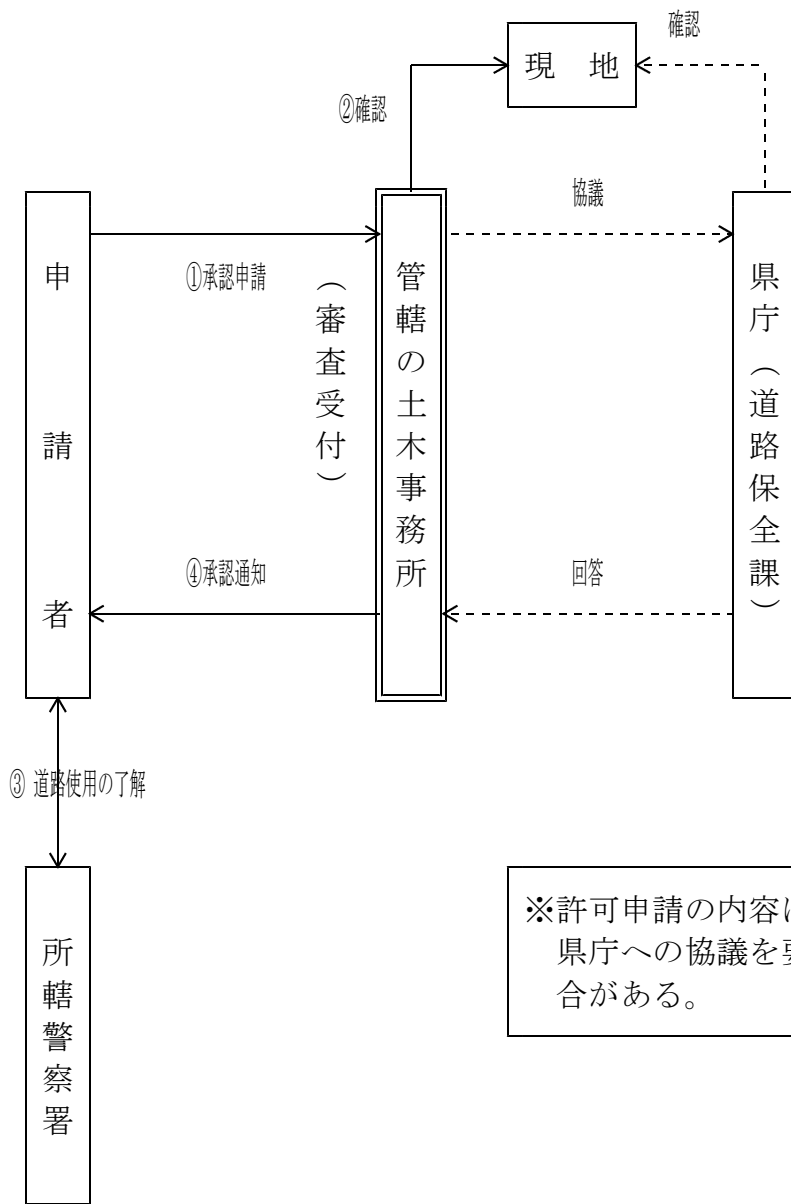 確認
現　地
②確認
協議
申請者
①承認申請
（審査受付）
管轄の土木事務所
県庁（道路保全課）
④承認通知
回答
③ 道路使用の了解
所轄警察署
※許可申請の内容
県庁への協議を
合がある。